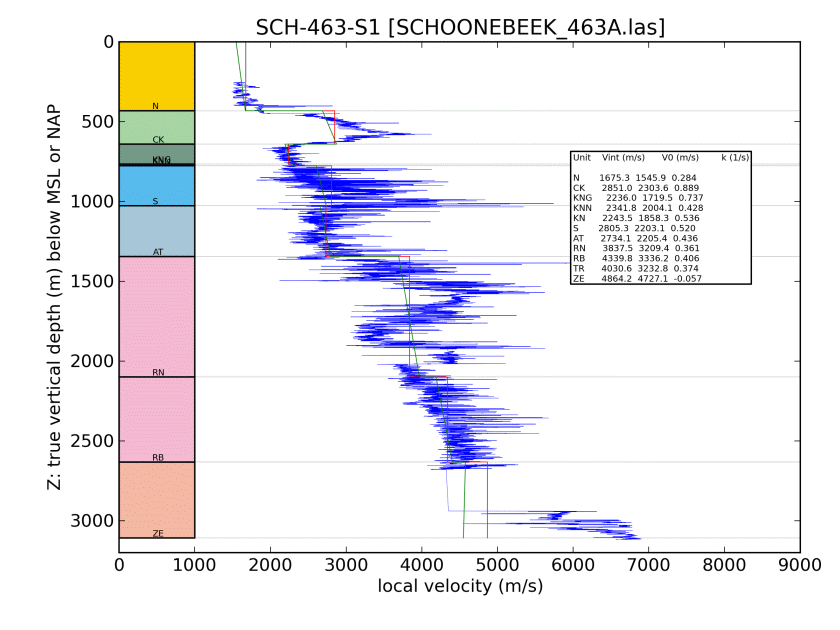 SCH-463-S1 [SCHOONEBEEK_463A.las]
Z: true vertical depth (m) below MSL or NAP
0
500
1000
1500
2000
2500
3000
N
CK
KNG
S
AT
RN
RB
ZE
Unit Vint (m/s) V0 (m/s) k (1/s)
N 1675.3 1545.9 0.284
CK 2851.0 2303.6 0.889
KNG 2236.0 1719.5 0.737
KNN 2341.8 2004.1 0.428
KN 2243.5 1858.3 0.536
S 2805.3 2203.1 0.520
AT 2734.1 2205.4 0.436
RN 3837.5 3209.4 0.361
RB 4339.8 3336.2 0.406
TR 4030.6 3232.8 0.374
ZE 4864.2 4727.1 -0.057
0 1000 2000 3000 4000 5000 6000 7000 8000 9000
local velocity (m/s)